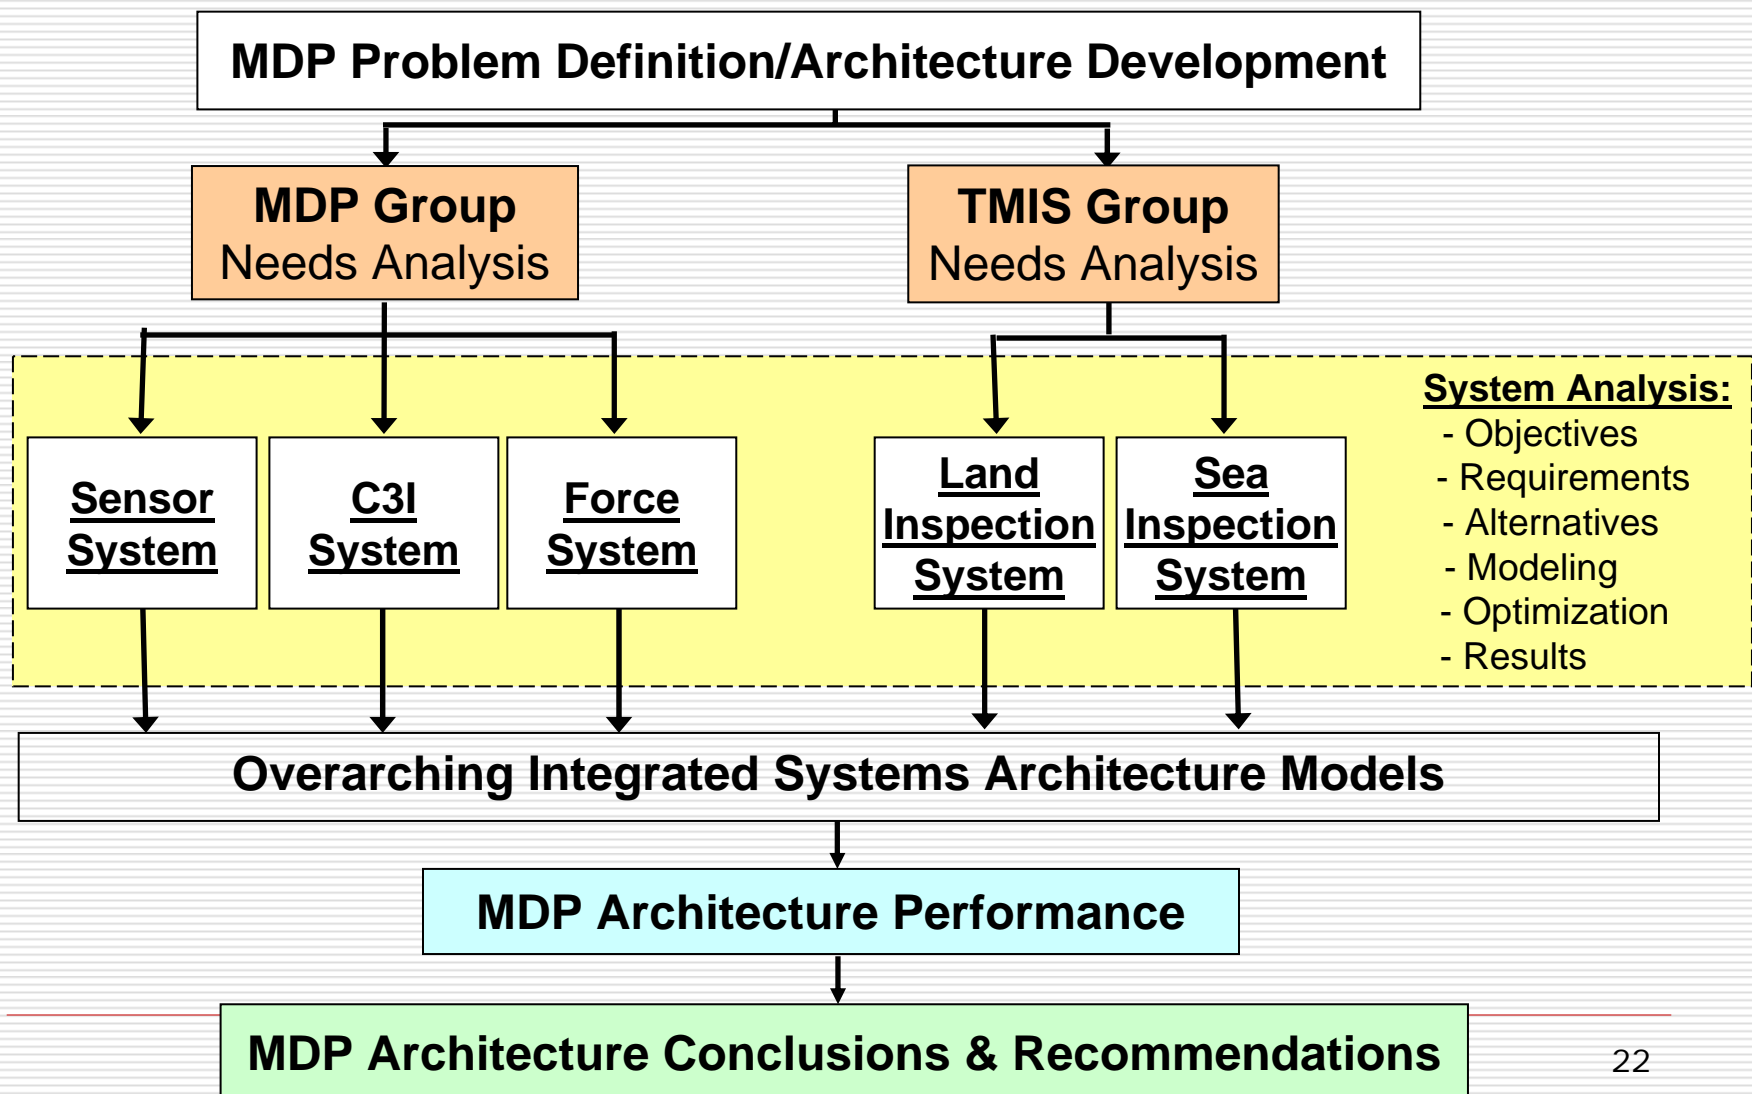 MDP Problem Definition/Architecture Development
MDP Group
Needs Analysis
TMIS Group
Needs Analysis
Sensor
System
C3I
System
Force
System
Land
Inspection
System
Sea
Inspection
System
System Analysis:
- Objectives
- Requirements
- Alternatives
- Modeling
- Optimization
- Results
Overarching Integrated Systems Architecture Models
MDP Architecture Performance
MDP Architecture Conclusions & Recommendations
22